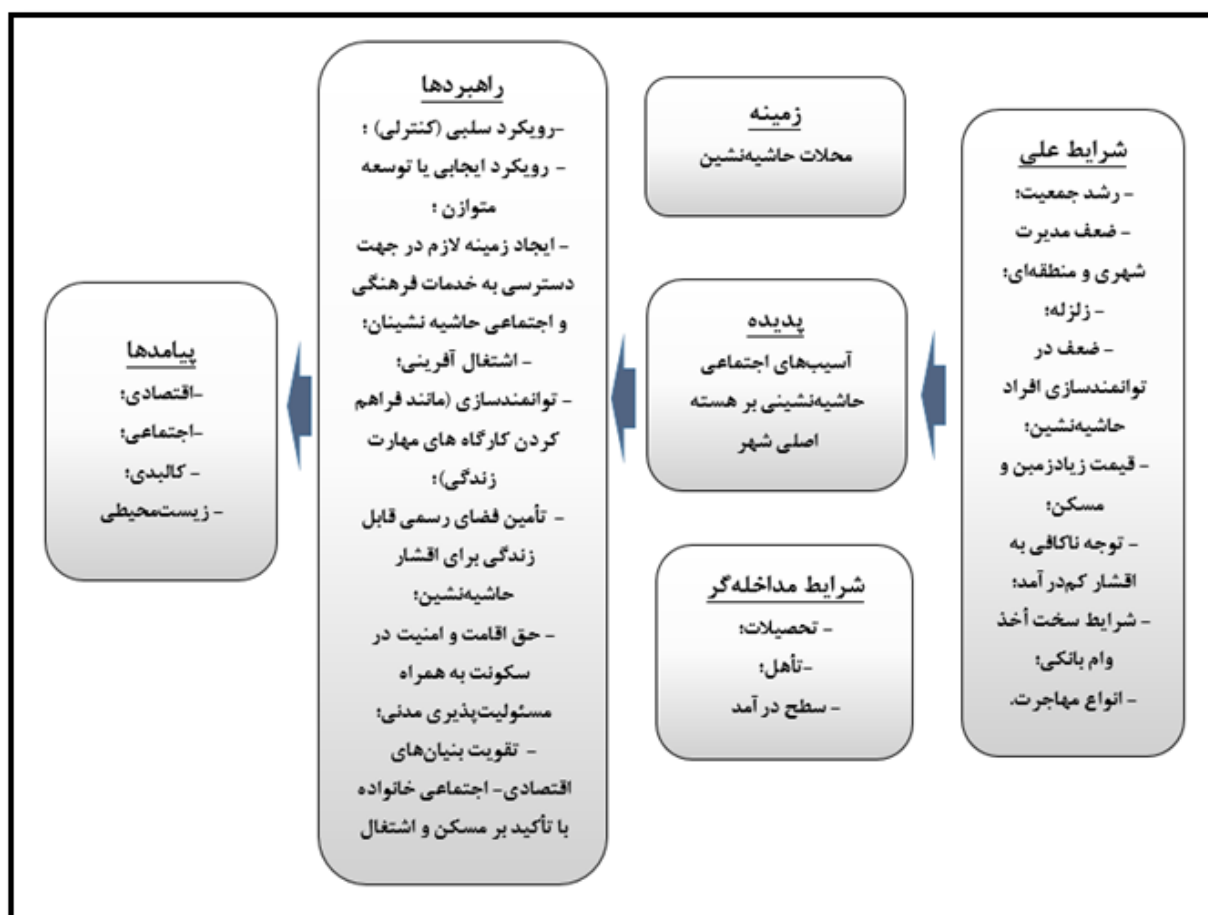 شرایط علی
- رشد جمعیت؛
- ضعف مدیرت
شهری و منطقه‌ای؛
- زلزله؛
- ضعف در
توانمندسازی افراد
حاشیه‌نشین؛
- قیمت زیادزمین و
مسکن؛
- توجه ناکافی به
اقشار کم‌درآمد؛
- شرایط سخت أخذ
وام بانکی؛
- انواع مهاجرت.
زمینه
محلات حاشیه‌نشین
پدیده
آسیب‌های اجتماعی
حاشیه‌نشینی بر هسته
اصلی شهر
شرایط مداخله‌گر
- تحصیلات؛
-تأهل؛
- سطح درآمد
راهبردها
-رویکرد سلبی (کنترلی) ؛
- رویکرد ایجابی یا توسعه
متوازن ؛
- ایجاد زمینه لازم در جهت
دسترسی به خدمات فرهنگی
و اجتماعی حاشیه نشینان؛
- اشتغال آفرینی؛
- توانمندسازی (مانند فراهم
کردن کارگاه های مهارت
زندگی)؛
- تأمین فضای رسمی قابل
زندگی برای اقشار
حاشیه‌نشین؛
- حق اقامت و امنیت در
سکونت به همراه
مسئولیت‌پذیری مدنی؛
- تقویت بنیان‌های
اقتصادی- اجتماعی خانواده
با تأکید بر مسکن و اشتغال
پیامدها
-اقتصادی؛
-اجتماعی؛
- کالبدی؛
- زیست‌محیطی